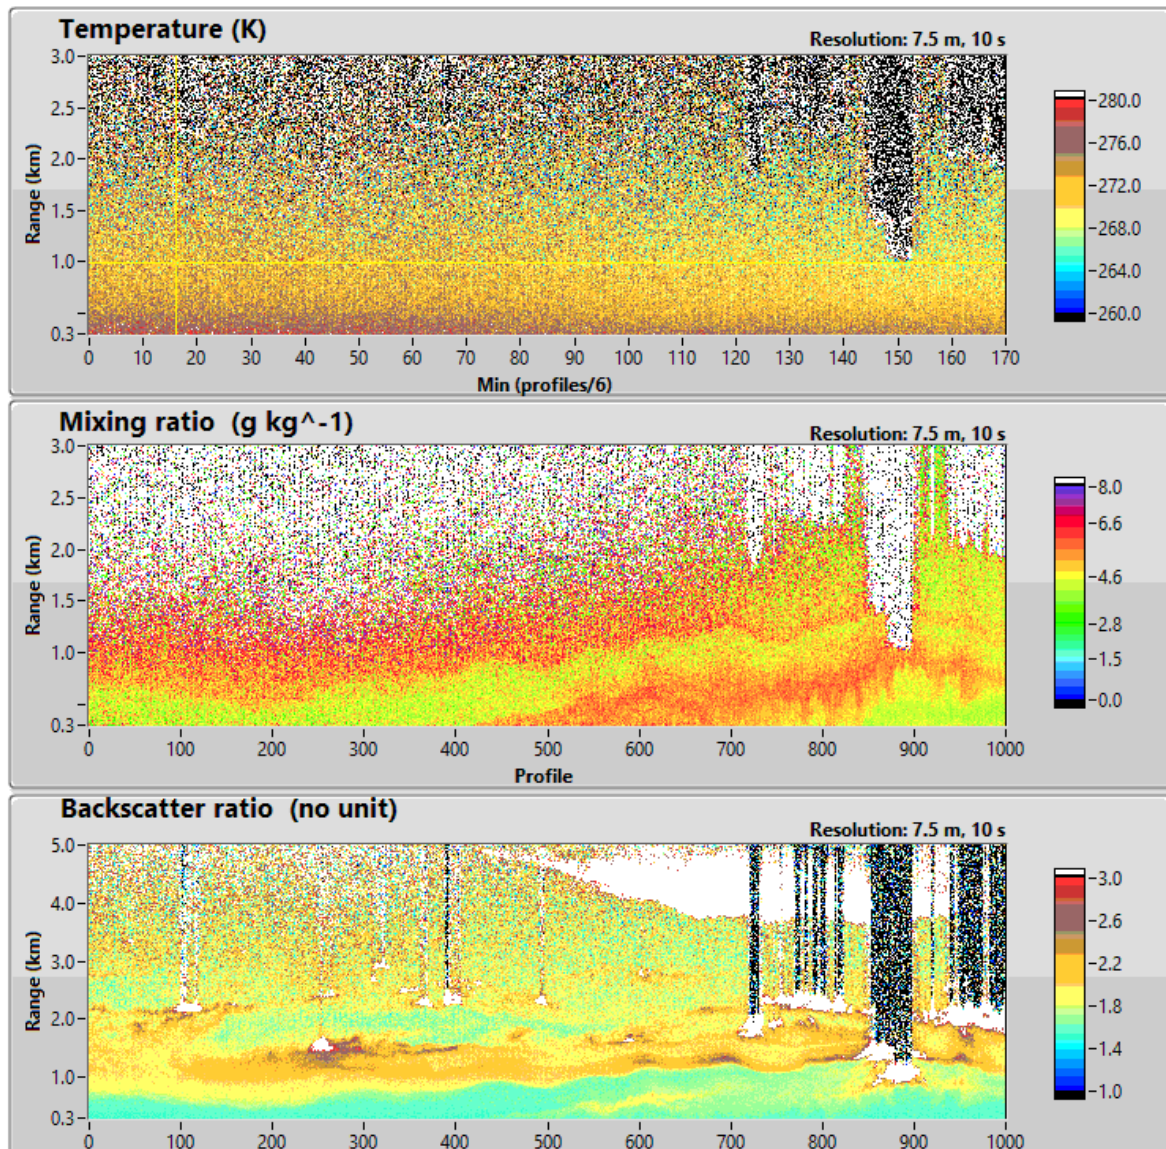 Temperature (K)
Resolution: 7.5 m, 10 s
Range (km)
3.0
2.5
2.0
1.5
1.0
0.3
0 10 20 30 40 50 60 70 80 90 100 110 120 130 140 150 160 170
Min (profiles/6)
280.0
276.0
272.0
268.0
264.0
260.0
Mixing ratio (g kg^-1)
Resolution: 7.5 m, 10 s
Range (km)
3.0
2.5
2.0
1.5
1.0
0.3
0 100 200 300 400 500 600 700 800 900 1000
Profile
8.0
6.6
4.6
2.8
1.5
0.0
Backscatter ratio (no unit)
Resolution: 7.5 m, 10 s
Range (km)
5.0
4.0
3.0
2.0
1.0
0.3
0 100 200 300 400 500 600 700 800 900 1000
3.0
2.6
2.2
1.8
1.4
1.0